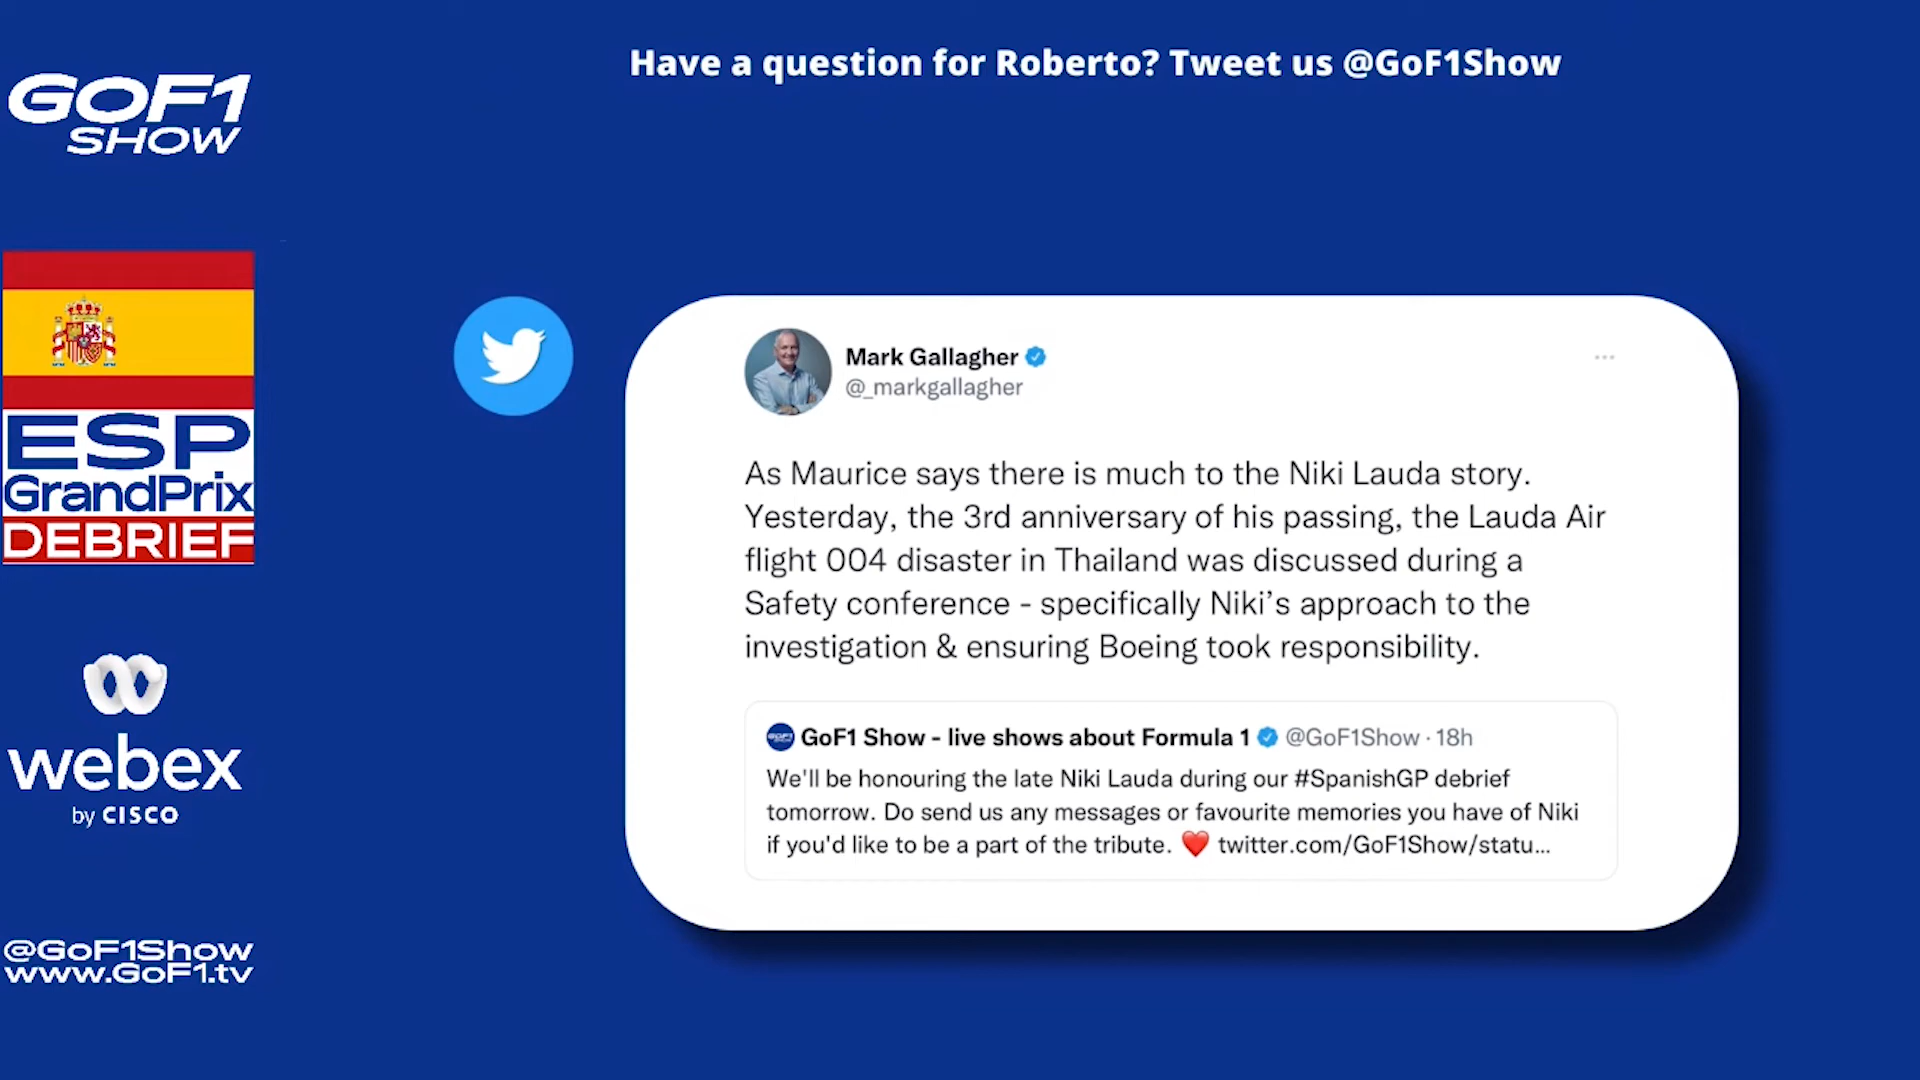 Have a question for Roberto? Tweet us @GoF1Show
GOF1
SHOW
ESP
GrandPrix
DEBRIEF
webex
by CISCO
@GoF1Show
www.GoF1.tv
Mark Gallagher
@_markgallagher
As Maurice says there is much to the Niki Lauda story.
Yesterday, the 3rd anniversary of his passing, the Lauda Air
flight 004 disaster in Thailand was discussed during a
Safety conference - specifically Niki's approach to the
investigation & ensuring Boeing took responsibility.
GoF1 Show - live shows about Formula 1 @GoF1Show · 18h
We'll be honouring the late Niki Lauda during our #SpanishGP debrief
tomorrow. Do send us any messages or favourite memories you have of Niki
if you'd like to be a part of the tribute. ❤️ twitter.com/GoF1Show/statu...